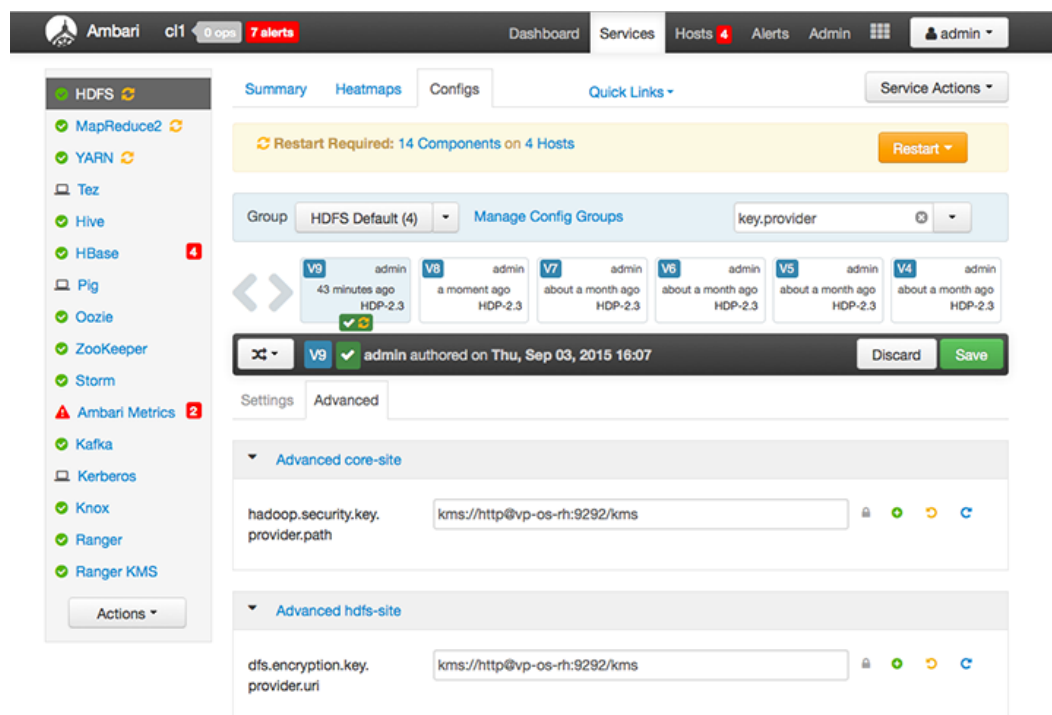 Ambari cl1 0 ops 7 alerts Dashboard Services Hosts 4 Alerts Admin admin
HDFS
MapReduce2
YARN
Tez
Hive
HBase 4
Pig
Oozie
ZooKeeper
Storm
Ambari Metrics 2
Kafka
Kerberos
Knox
Ranger
Ranger KMS
Actions
Summary Heatmaps Configs Quick Links Service Actions
Restart Required: 14 Components on 4 Hosts Restart
Group HDFS Default (4) Manage Config Groups key.provider
V9 admin
43 minutes ago
HDP-2.3
V8 admin
a moment ago
HDP-2.3
V7 admin
about a month ago
HDP-2.3
V6 admin
about a month ago
HDP-2.3
V5 admin
about a month ago
HDP-2.3
V4 admin
about a month ago
HDP-2.3
V9 admin authored on Thu, Sep 03, 2015 16:07 Discard Save
Settings Advanced
Advanced core-site
hadoop.security.key. kms://http@vp-os-rh:9292/kms
provider.path
Advanced hdfs-site
dfs.encryption.key. kms://http@vp-os-rh:9292/kms
provider.uri